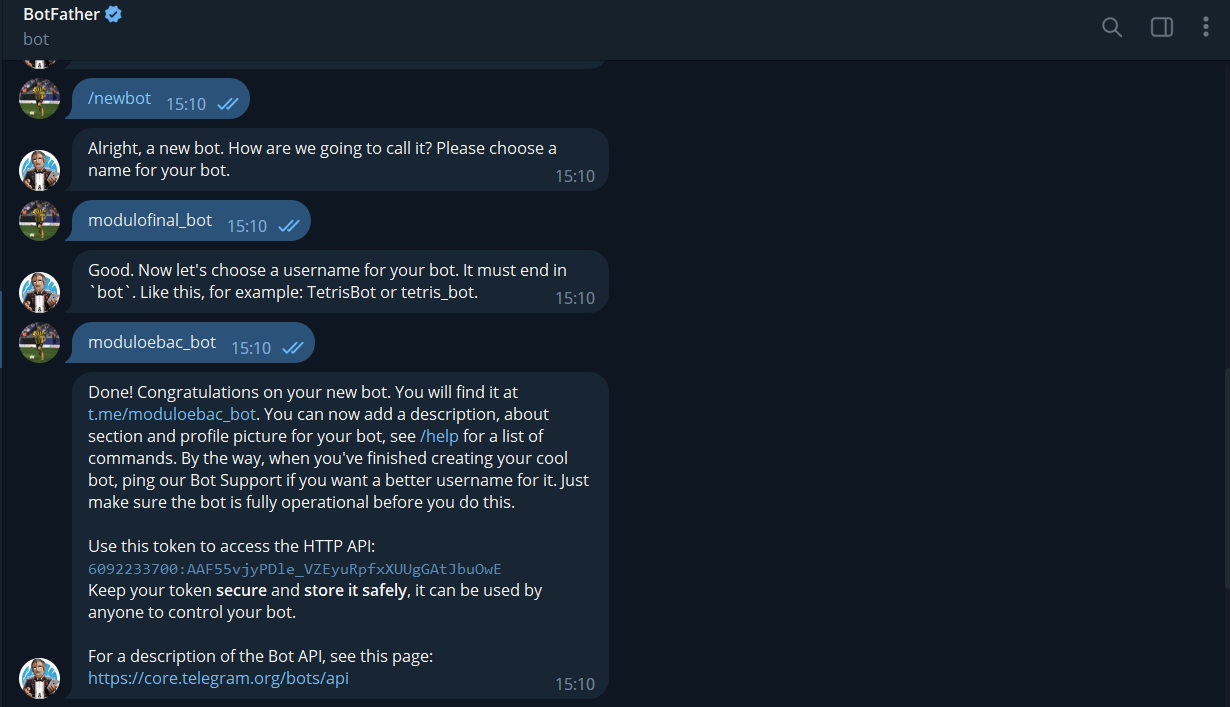 BotFather
bot
/newbot 15:10
Alright, a new bot. How are we going to call it? Please choose a
name for your bot. 15:10
modulofinal_bot 15:10
Good. Now let's choose a username for your bot. It must end in
`bot`. Like this, for example: TetrisBot or tetris_bot. 15:10
moduloebac_bot 15:10
Done! Congratulations on your new bot. You will find it at
t.me/moduloebac_bot. You can now add a description, about
section and profile picture for your bot, see /help for a list of
commands. By the way, when you've finished creating your cool
bot, ping our Bot Support if you want a better username for it. Just
make sure the bot is fully operational before you do this.
Use this token to access the HTTP API:
6092233700:AAF55vjyPDle_VZEyuRpfxXUUgGAtJbuOwE
Keep your token secure and store it safely, it can be used by
anyone to control your bot.
For a description of the Bot API, see this page:
https://core.telegram.org/bots/api 15:10